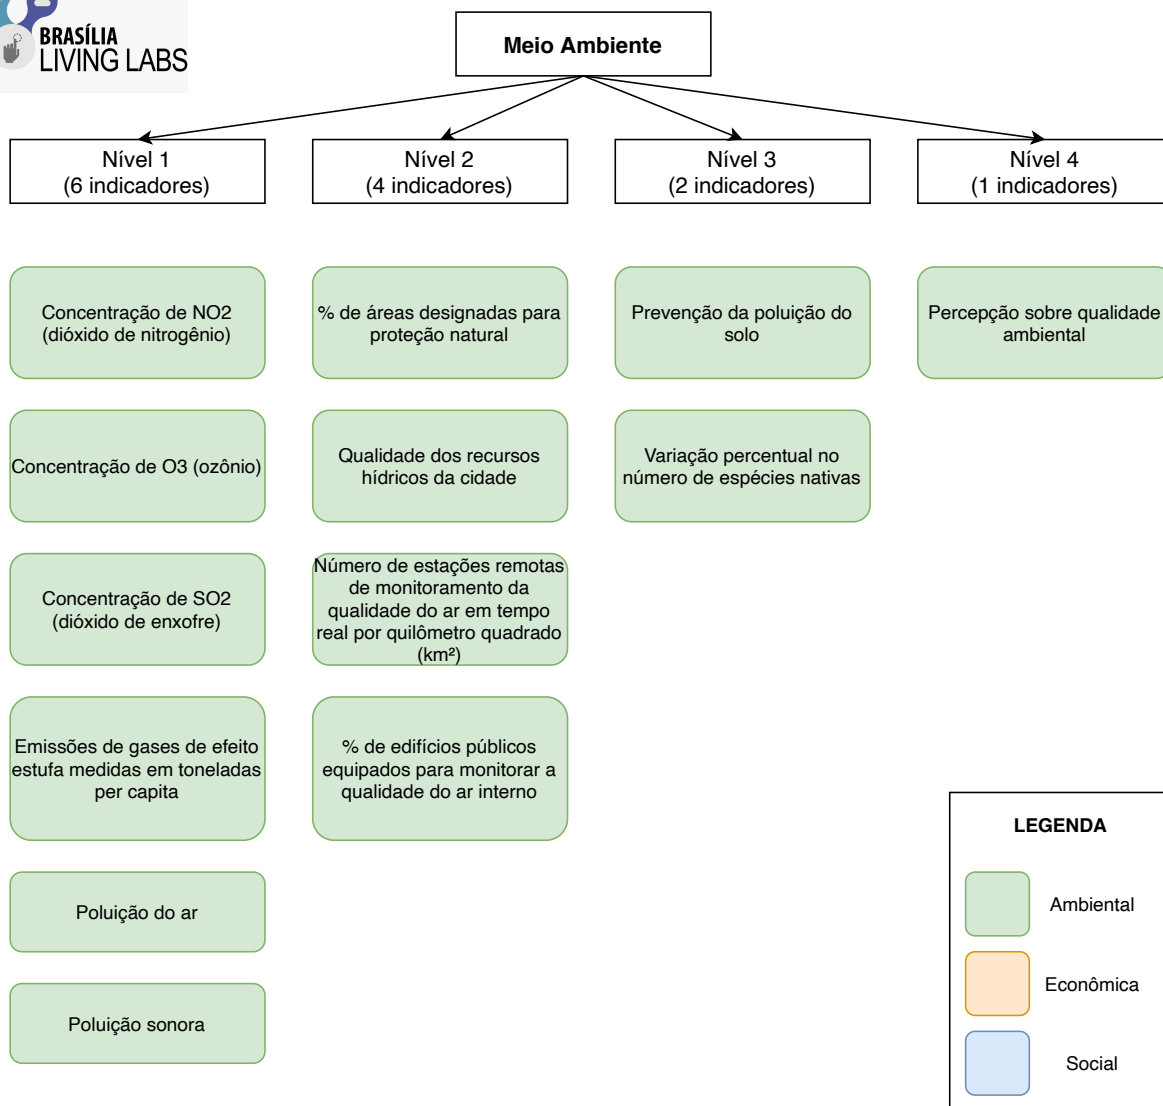 BRASÍLIA
LIVING LABS
Meio Ambiente
Nível 1
(6 indicadores)
Nível 2
(4 indicadores)
Nível 3
(2 indicadores)
Nível 4
(1 indicadores)
Concentração de NO2
(dióxido de nitrogênio)
% de áreas designadas para
proteção natural
Prevenção da poluição do
solo
Percepção sobre qualidade
ambiental
Concentração de O3 (ozônio)
Qualidade dos recursos
hídricos da cidade
Variação percentual no
número de espécies nativas
Concentração de SO2
(dióxido de enxofre)
Número de estações remotas
de monitoramento da
qualidade do ar em tempo
real por quilômetro quadrado
(km²)
Emissões de gases de efeito
estufa medidas em toneladas
per capita
% de edifícios públicos
equipados para monitorar a
qualidade do ar interno
Poluição do ar
Poluição sonora
LEGENDA
Ambiental
Econômica
Social